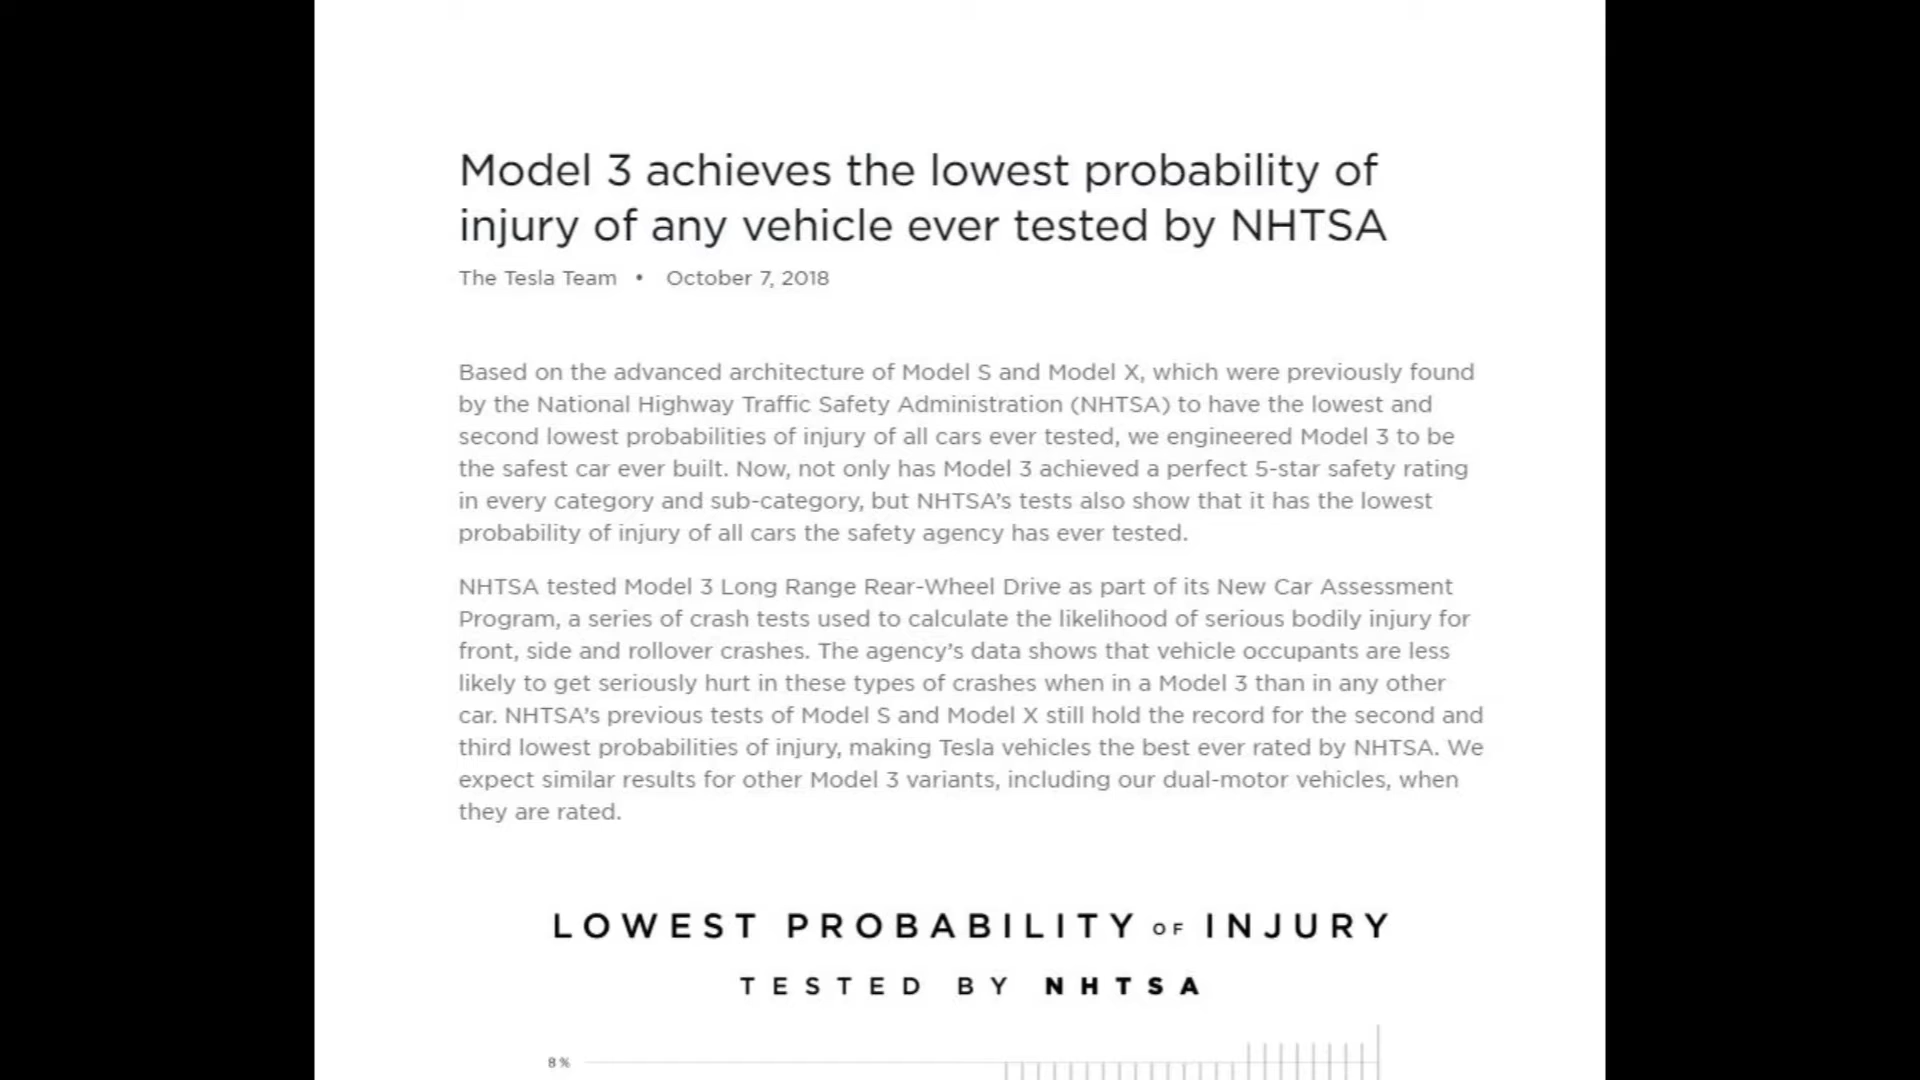 Model 3 achieves the lowest probability of
injury of any vehicle ever tested by NHTSA
The Tesla Team • October 7, 2018
Based on the advanced architecture of Model S and Model X, which were previously found
by the National Highway Traffic Safety Administration (NHTSA) to have the lowest and
second lowest probabilities of injury of all cars ever tested, we engineered Model 3 to be
the safest car ever built. Now, not only has Model 3 achieved a perfect 5-star safety rating
in every category and sub-category, but NHTSA’s tests also show that it has the lowest
probability of injury of all cars the safety agency has ever tested.
NHTSA tested Model 3 Long Range Rear-Wheel Drive as part of its New Car Assessment
Program, a series of crash tests used to calculate the likelihood of serious bodily injury for
front, side and rollover crashes. The agency’s data shows that vehicle occupants are less
likely to get seriously hurt in these types of crashes when in a Model 3 than in any other
car. NHTSA’s previous tests of Model S and Model X still hold the record for the second and
third lowest probabilities of injury, making Tesla vehicles the best ever rated by NHTSA. We
expect similar results for other Model 3 variants, including our dual-motor vehicles, when
they are rated.
LOWEST PROBABILITY OF INJURY
TESTED BY NHTSA
8%